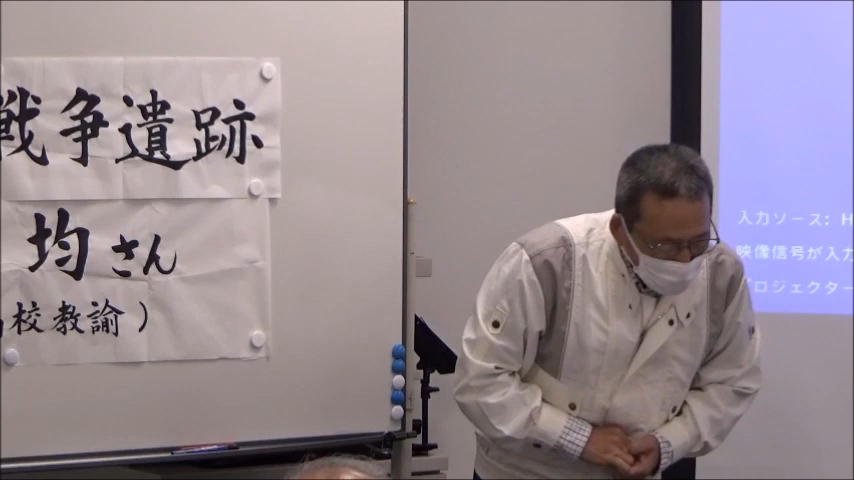 戦争遺跡
均さん
校教諭）
入力ソース: H
映像信号が入力
プロジェクター